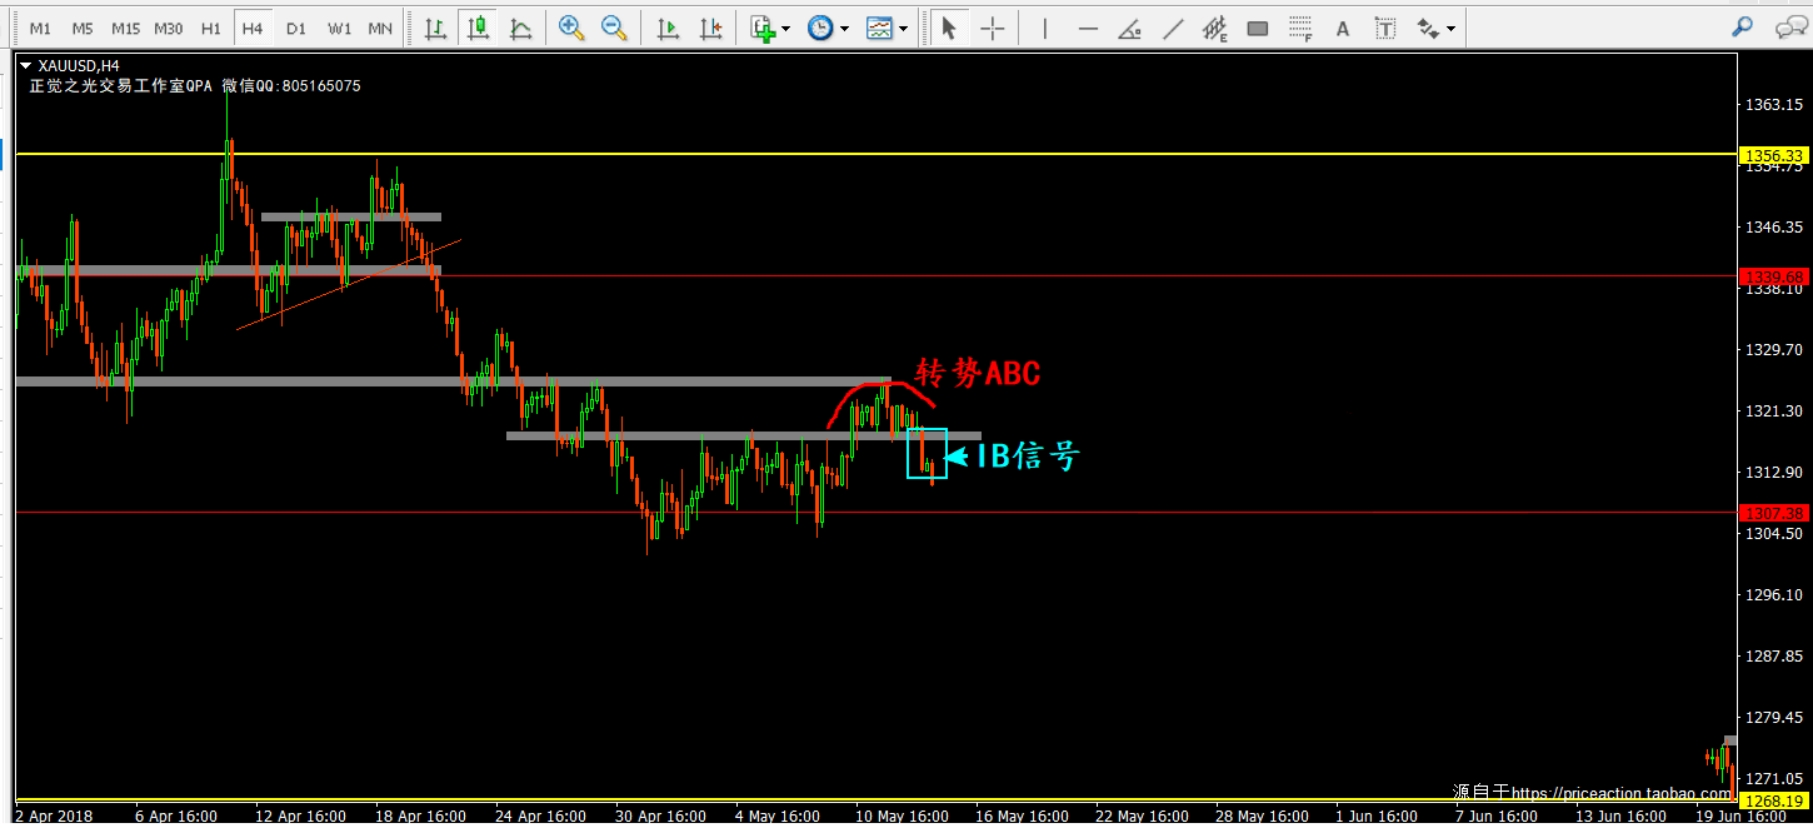 M1 M5 M15 M30 H1 H4 D1 W1 MN E F A T
XAUUSD,H4
正觉之光交易工作室QPA 微信QQ:805165075
1363.15
1356.33
1354.75
1346.35
1339.68
1338.10
1329.70
转势ABC
1321.30
IB信号
1312.90
1307.38
1304.50
1296.10
1287.85
1279.45
1271.05
源自于https://priceaction.taobao.com
1268.19
2 Apr 2018 6 Apr 16:00 12 Apr 16:00 18 Apr 16:00 24 Apr 16:00 30 Apr 16:00 4 May 16:00 10 May 16:00 16 May 16:00 22 May 16:00 28 May 16:00 1 Jun 16:00 7 Jun 16:00 13 Jun 16:00 19 Jun 16:00